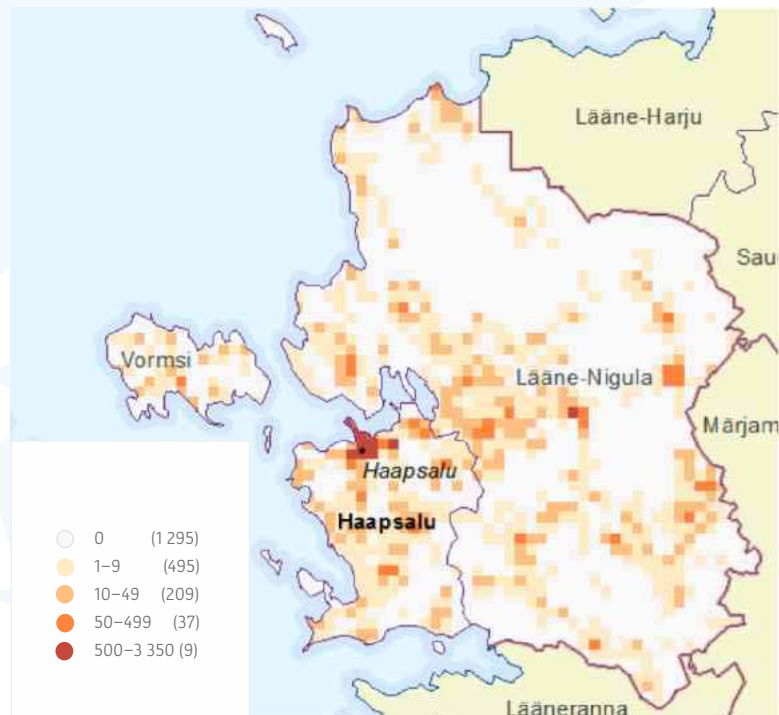 Lääne-Harju
Sau
Vormsi
Lääne-Nigula
Märjam
Haapsalu
Haapsalu
0 (1 295)
1–9 (495)
10–49 (209)
50–499 (37)
500–3 350 (9)
Lääneranna